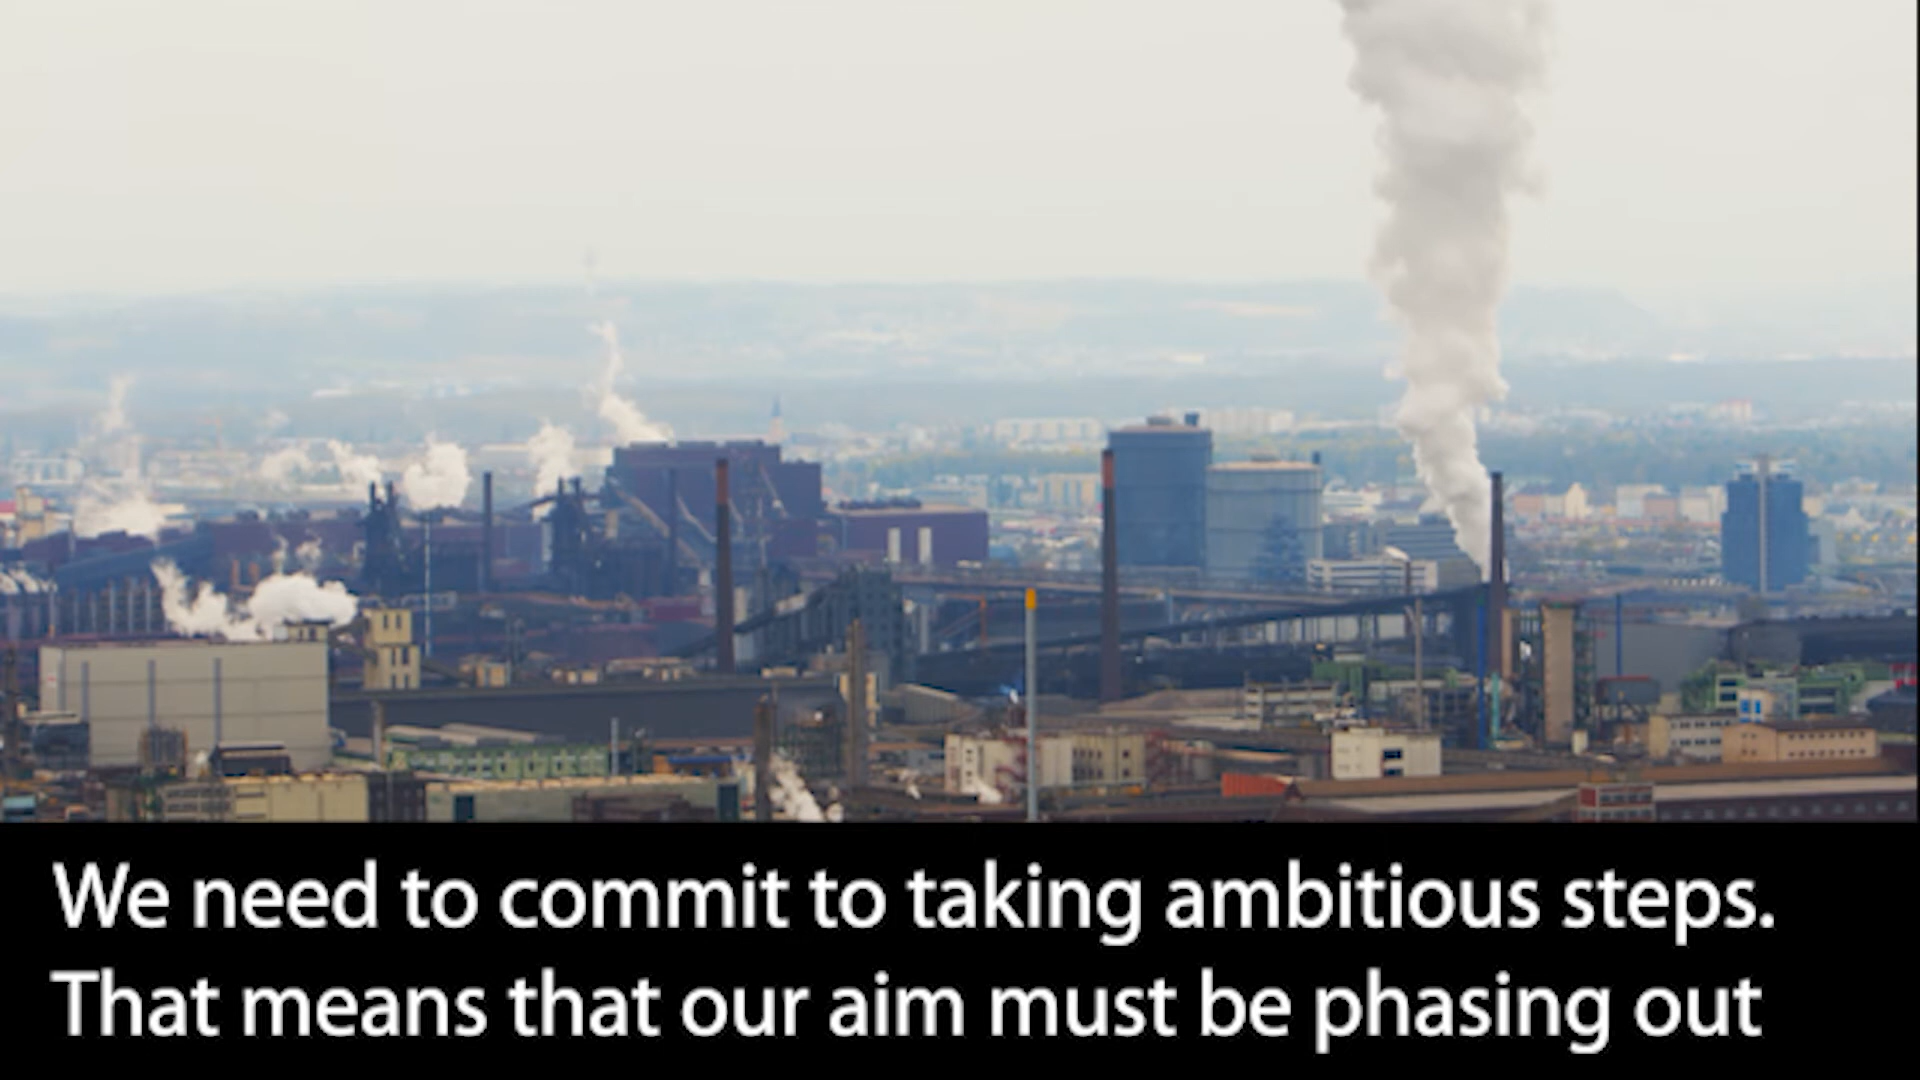 We need to commit to taking ambitious steps.
That means that our aim must be phasing out